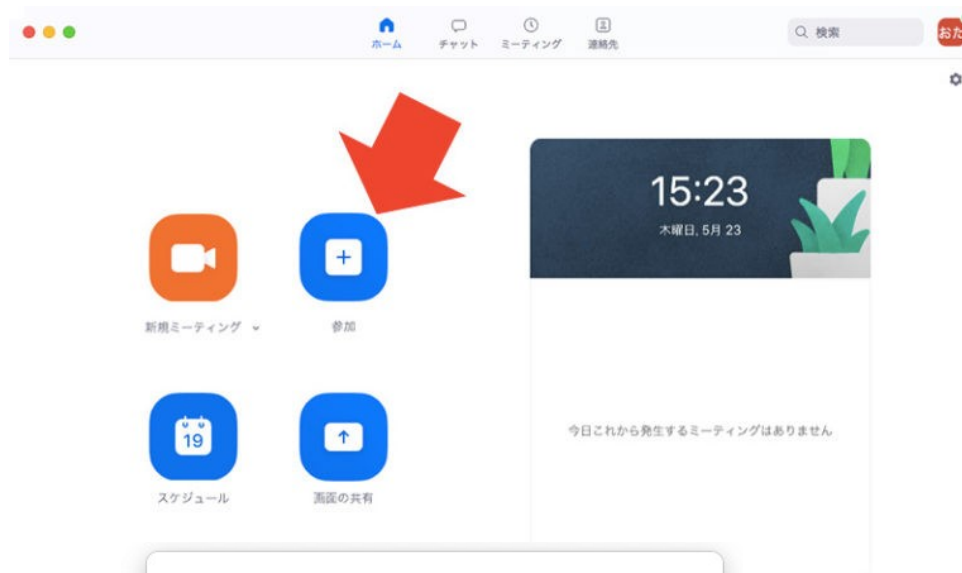 ホーム
チャット
ミーティング
連絡先
検索
おた
15:23
木曜日, 5月 23
新規ミーティング
参加
19
スケジュール
画面の共有
今日これから発生するミーティングはありません